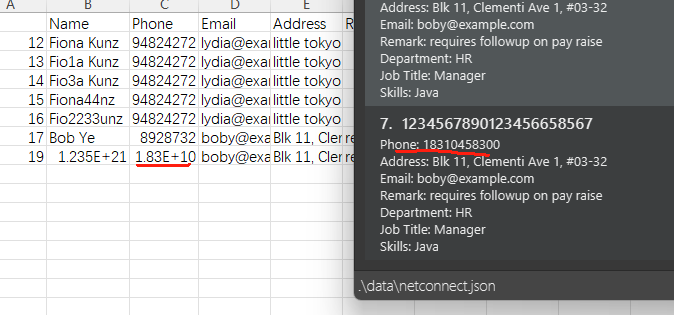 A B C D E
Name Phone Email Address R
12 Fiona Kunz 94824272 lydia@exa little tokyo
13 Fio1a Kunz 94824272 lydia@exa little tokyo
14 Fio3a Kunz 94824272 lydia@exa little tokyo
15 Fiona44nz 94824272 lydia@exa little tokyo
16 Fio2233unz 94824272 lydia@exa little tokyo
17 Bob Ye 8928732 boby@exa Blk 11, Cler re
19 1.235E+21 1.83E+10 boby@exa Blk 11, Cler re
Address: Blk 11, Clementi Ave 1, #03-32
Email: boby@example.com
Remark: requires followup on pay raise
Department: HR
Job Title: Manager
Skills: Java
7. 1234567890123456658567
Phone: 18310458300
Address: Blk 11, Clementi Ave 1, #03-32
Email: boby@example.com
Remark: requires followup on pay raise
Department: HR
Job Title: Manager
Skills: Java
.\data\netconnect.json